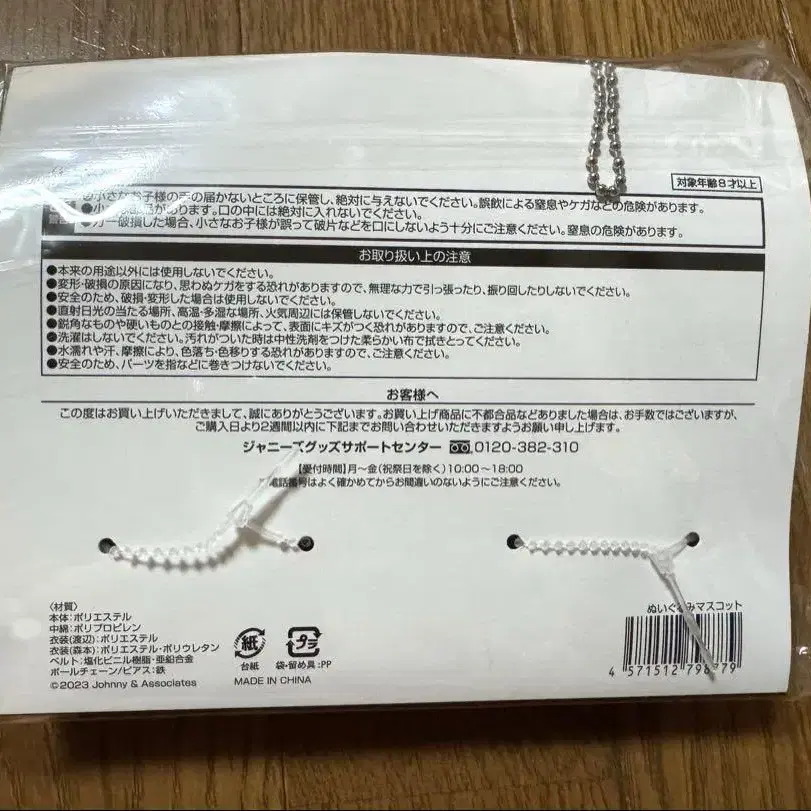 対象年齢8才以上
●小さなお子様の手の届かないところに保管し、絶対に与えないでください。誤飲による窒息やケガなどの危険があります。
●小 があります。口の中には絶対に入れないでください。
●万一破損した場合、小さなお子様が誤って破片などを口にしないよう十分にご注意ください。窒息の危険があります。
お取り扱い上の注意
●本来の用途以外には使用しないでください。
●変形・破損の原因になり、思わぬケガをする恐れがありますので、無理な力で引っ張ったり、振り回したりしないでください。
●安全のため、破損・変形した場合は使用しないでください。
●直射日光の当たる場所、高温・多湿な場所、火気周辺には保管しないでください。
●鋭角なものや硬いものとの接触・摩擦によって、表面にキズがつく恐れがありますので、ご注意ください。
●洗濯はしないでください。汚れがついた時は中性洗剤をつけた柔らかい布で拭きとってください。
●水濡れや汗、摩擦により、色落ち・色移りする恐れがありますので、ご注意ください。
●安全のため、パーツを指などに巻きつけないでください。
お客様へ
この度はお買い上げいただきまして、誠にありがとうございます。お買い上げ商品に不都合品などありました場合は、お手数ではございますが、
ご購入日より2週間以内に下記までお問い合わせいただきますようお願い申し上げます。
ジャニーズグッズサポートセンター 0120-382-310
【受付時間】月〜金(祝祭日を除く)10:00〜18:00
電話番号はよく確かめてからお間違いのないようにご注意ください。
〈材質〉
本体:ポリエステル
中綿:ポリプロピレン
衣装(渡辺):ポリエステル
衣装(森本):ポリエステル・ポリウレタン
ベルト:塩化ビニル樹脂・亜鉛合金
ボールチェーン/ピアス:鉄
©2023 Johnny & Associates
紙
台紙
プラ
袋・留め具:PP
MADE IN CHINA
ぬいぐるみマスコット
4 571512 798779